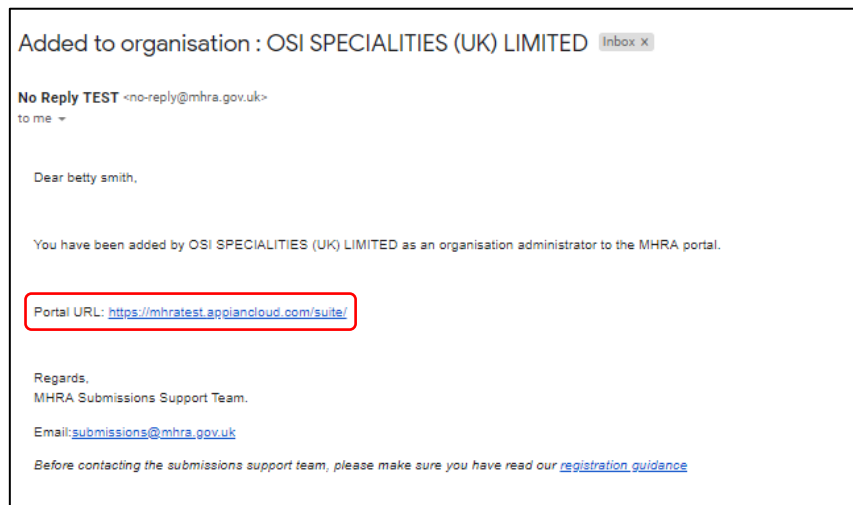 Added to organisation : OSI SPECIALITIES (UK) LIMITED Inbox x
No Reply TEST <no-reply@mhra.gov.uk>
to me
Dear betty smith,
You have been added by OSI SPECIALITIES (UK) LIMITED as an organisation administrator to the MHRA portal.
Portal URL: https://mhratest.appiancloud.com/suite/
Regards,
MHRA Submissions Support Team.
Email:submissions@mhra.gov.uk
Before contacting the submissions support team, please make sure you have read our registration guidance